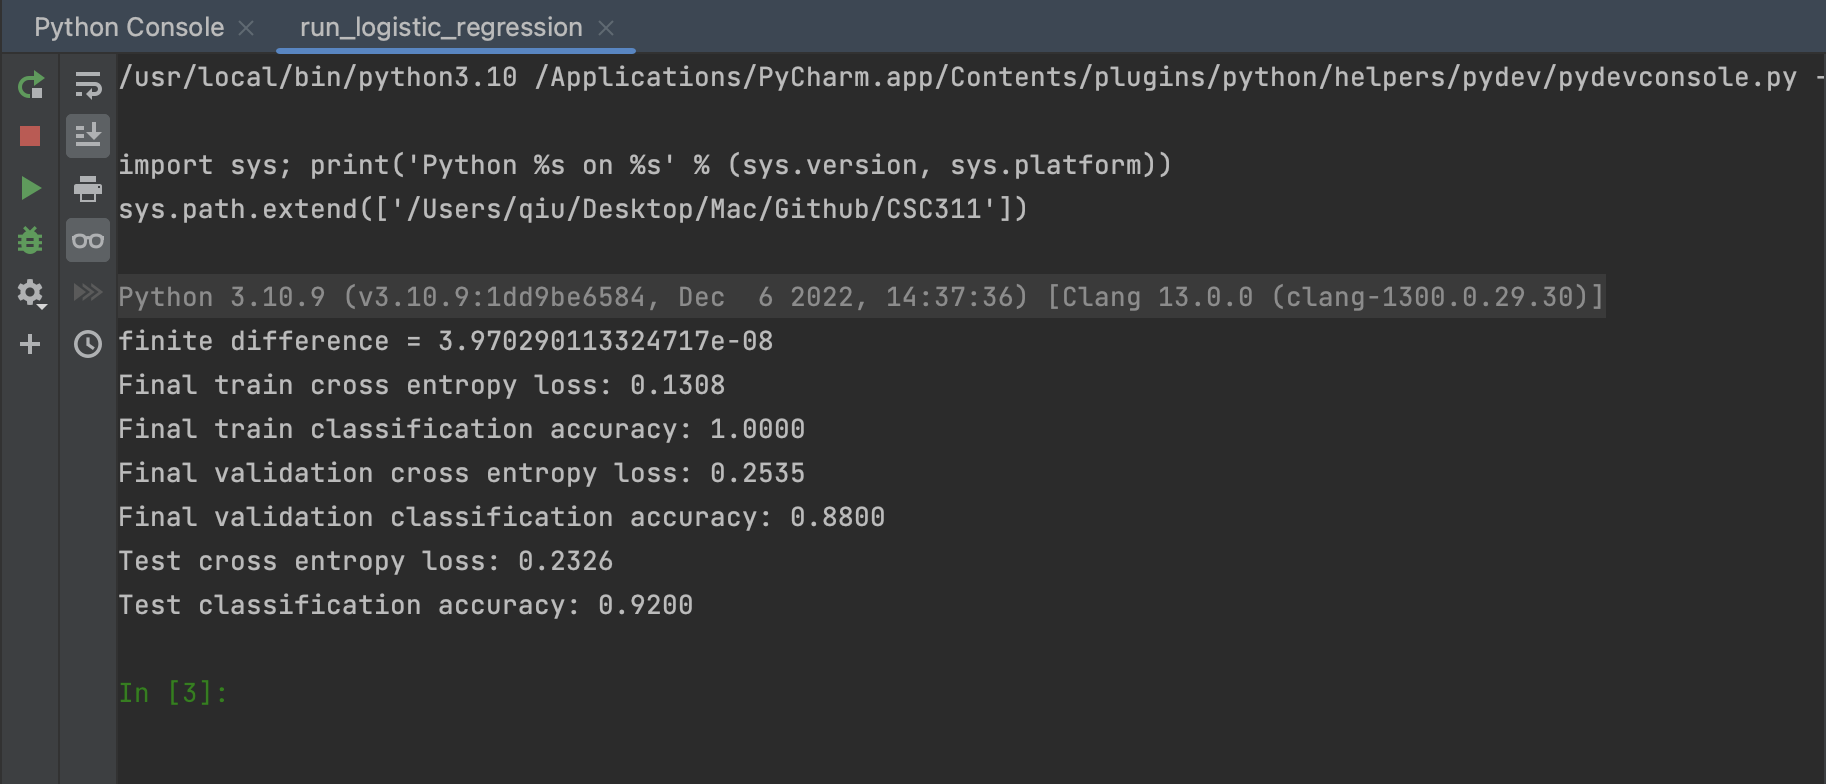 Python Console
run_logistic_regression
/usr/local/bin/python3.10 /Applications/PyCharm.app/Contents/plugins/python/helpers/pydev/pydevconsole.py -
import sys; print('Python %s on %s' % (sys.version, sys.platform))
sys.path.extend(['/Users/qiu/Desktop/Mac/Github/CSC311'])
Python 3.10.9 (v3.10.9:1dd9be6584, Dec  6 2022, 14:37:36) [Clang 13.0.0 (clang-1300.0.29.30)]
finite difference = 3.970290113324717e-08
Final train cross entropy loss: 0.1308
Final train classification accuracy: 1.0000
Final validation cross entropy loss: 0.2535
Final validation classification accuracy: 0.8800
Test cross entropy loss: 0.2326
Test classification accuracy: 0.9200
In [3]: